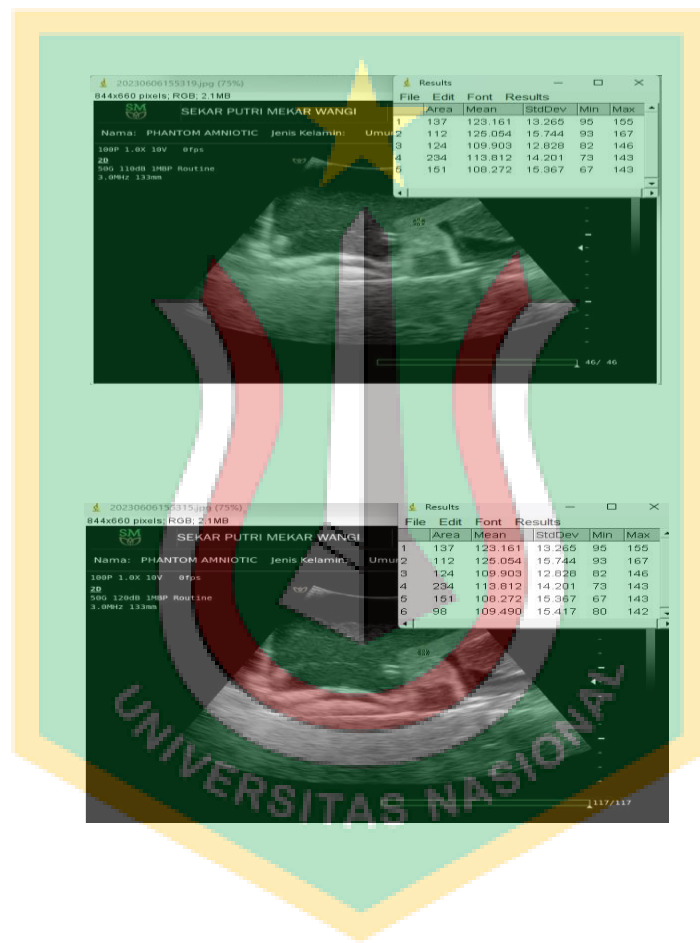 20230606155319.jpg (75%)
844x660 pixels; RGB; 2.1MB
SM
SEKAR PUTRI MEKAR WANGI
Nama: PHANTOM AMNIOTIC Jenis Kelamin: Umu
100P 1.0X 10V 0fps
2D
50G 110dB 1MBP Routine
3.0MHz 133mm
Results
File Edit Font Results
Area Mean StdDev Min Max
1 137 123.161 13.265 95 155
2 112 125.054 15.744 93 167
3 124 109.903 12.828 82 146
4 234 113.812 14.201 73 143
5 151 108.272 15.367 67 143
46/ 46
20230606155315.jpg (75%)
844x660 pixels; RGB; 2.1MB
SM
SEKAR PUTRI MEKAR WANGI
Nama: PHANTOM AMNIOTIC Jenis Kelamin: Umu
100P 1.0X 10V 0fps
2D
50G 120dB 1MBP Routine
3.0MHz 133mm
Results
File Edit Font Results
Area Mean StdDev Min Max
1 137 123.161 13.265 95 155
2 112 125.054 15.744 93 167
3 124 109.903 12.828 82 146
4 234 113.812 14.201 73 143
5 151 108.272 15.367 67 143
6 98 109.490 15.417 80 142
117/117
UNIVERSITAS NASIONAL